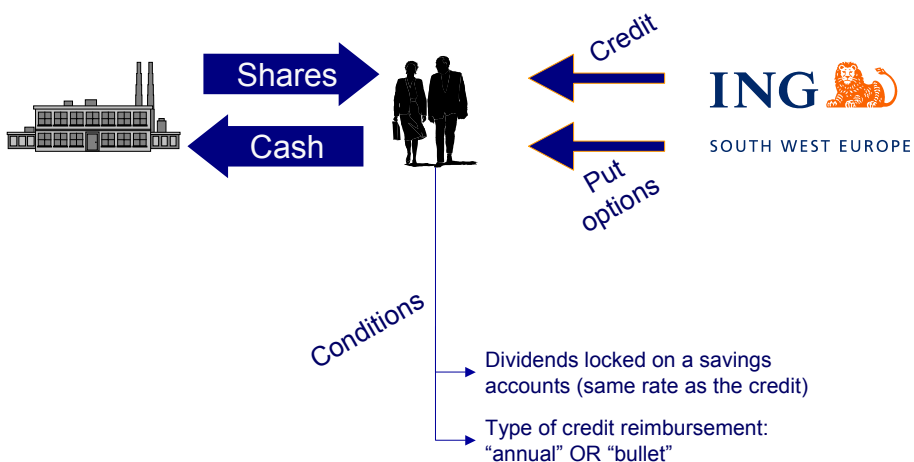 Shares
Cash
Credit
Put
options
ING
SOUTH WEST EUROPE
Conditions
Dividends locked on a savings
accounts (same rate as the credit)
Type of credit reimbursement:
“annual” OR “bullet”